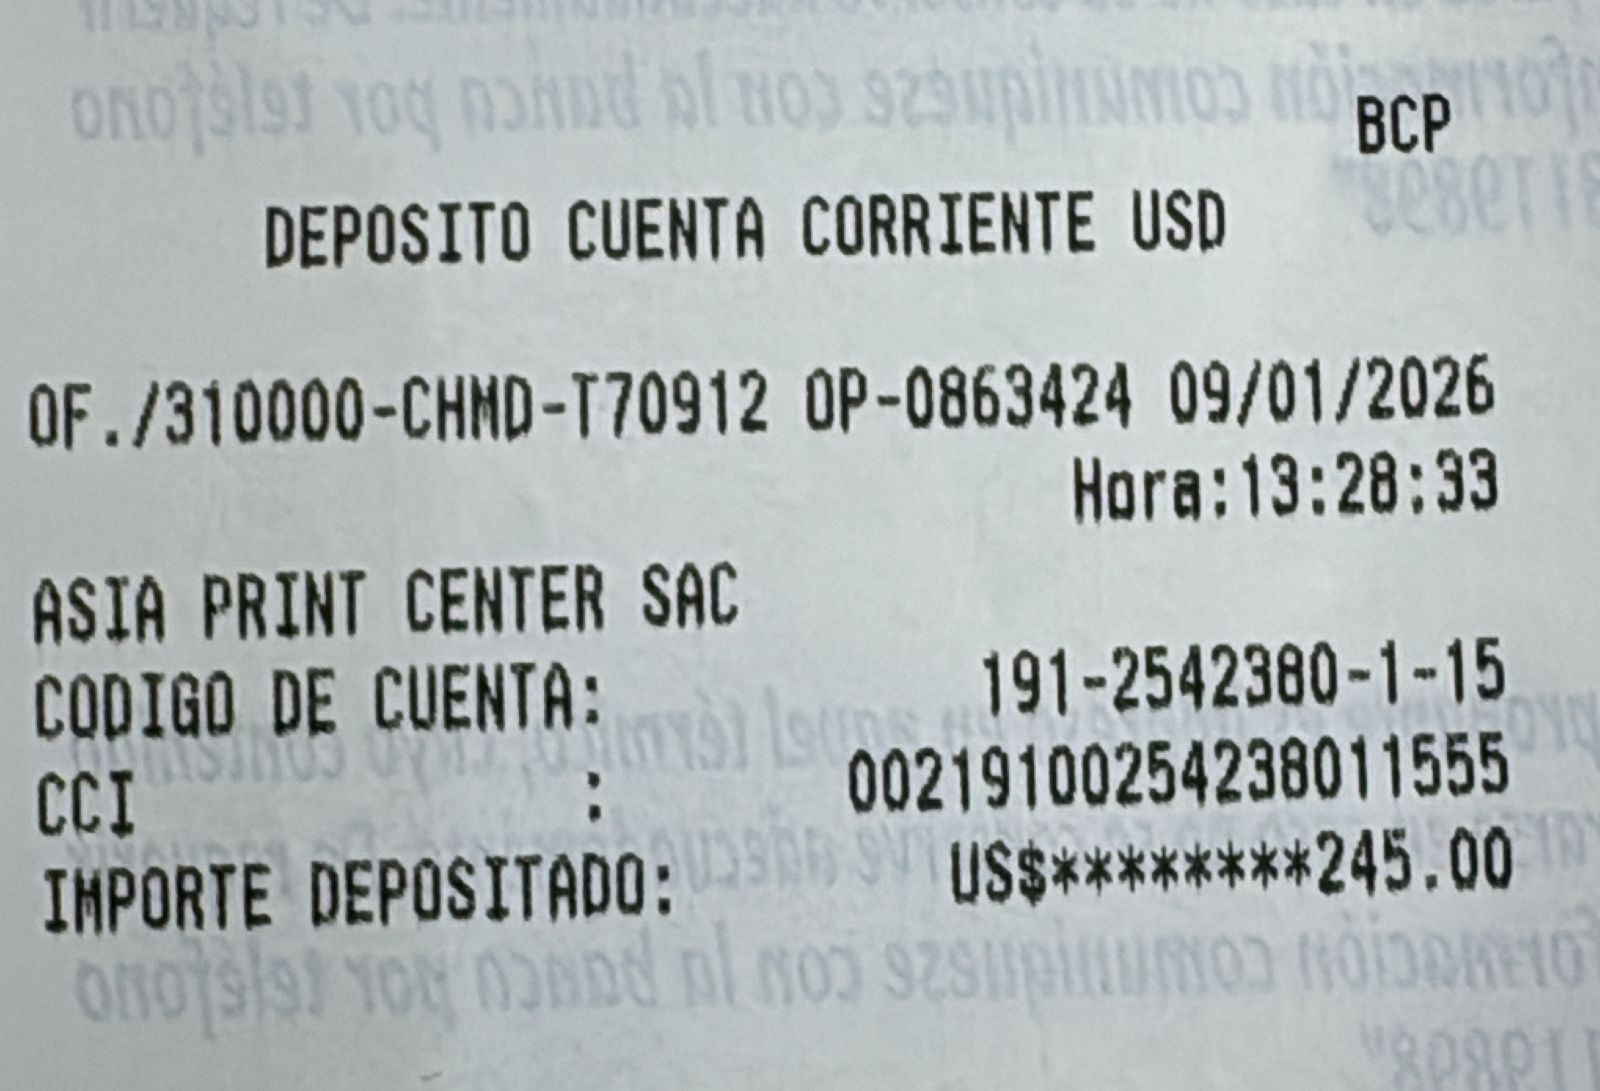 BCP
DEPOSITO CUENTA CORRIENTE USD
OF./310000-CHMD-T70912 OP-0863424 09/01/2026
Hora:13:28:33
ASIA PRINT CENTER SAC
CODIGO DE CUENTA: 191-2542380-1-15
CCI : 00219100254238011555
IMPORTE DEPOSITADO: US$********245.00